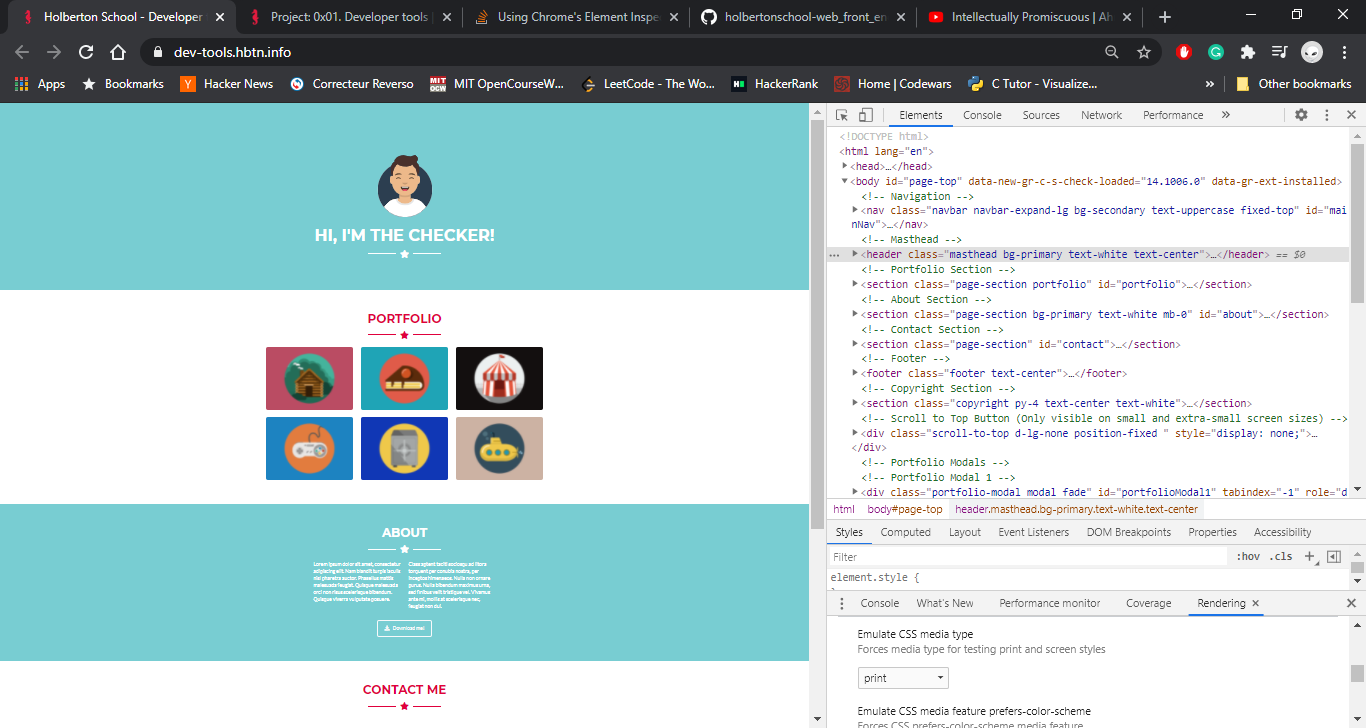 Holberton School - Developer
Project: 0x01. Developer tools |
Using Chrome's Element Inspe
holbertonschool-web_front_en
Intellectually Promiscuous | Ah
dev-tools.hbtn.info
Apps
Bookmarks
Hacker News
Correcteur Reverso
MIT OpenCourseW...
LeetCode - The Wo...
HackerRank
Home | Codewars
C Tutor - Visualize...
»
Other bookmarks
HI, I'M THE CHECKER!
PORTFOLIO
ABOUT
Lorem ipsum dolor sit amet, consectetur
Download me!
CONTACT ME
Elements
Console
Sources
Network
Performance
»
<!DOCTYPE html>
<html lang="en">
<head>…</head>
<body id="page-top" data-new-gr-c-s-check-loaded="14.1006.0" data-gr-ext-installed>
<!-- Navigation -->
<nav class="navbar navbar-expand-lg bg-secondary text-uppercase fixed-top" id="mai
nNav">…</nav>
<!-- Masthead -->
… <header class="masthead bg-primary text-white text-center">…</header> == $0
<!-- Portfolio Section -->
<section class="page-section portfolio" id="portfolio">…</section>
<!-- About Section -->
<section class="page-section bg-primary text-white mb-0" id="about">…</section>
<!-- Contact Section -->
<section class="page-section" id="contact">…</section>
<!-- Footer -->
<footer class="footer text-center">…</footer>
<!-- Copyright Section -->
<section class="copyright py-4 text-center text-white">…</section>
<!-- Scroll to Top Button (Only visible on small and extra-small screen sizes) -->
<div class="scroll-to-top d-lg-none position-fixed " style="display: none;">…
</div>
<!-- Portfolio Modals -->
<!-- Portfolio Modal 1 -->
<div class="portfolio-modal modal fade" id="portfolioModal1" tabindex="-1" role="d
html
body#page-top
header.masthead.bg-primary.text-white.text-center
Styles
Computed
Layout
Event Listeners
DOM Breakpoints
Properties
Accessibility
Filter
:hov
.cls
element.style {
Console
What's New
Performance monitor
Coverage
Rendering
Emulate CSS media type
Forces media type for testing print and screen styles
print
Emulate CSS media feature prefers-color-scheme
Forces CSS prefers-color-scheme media feature